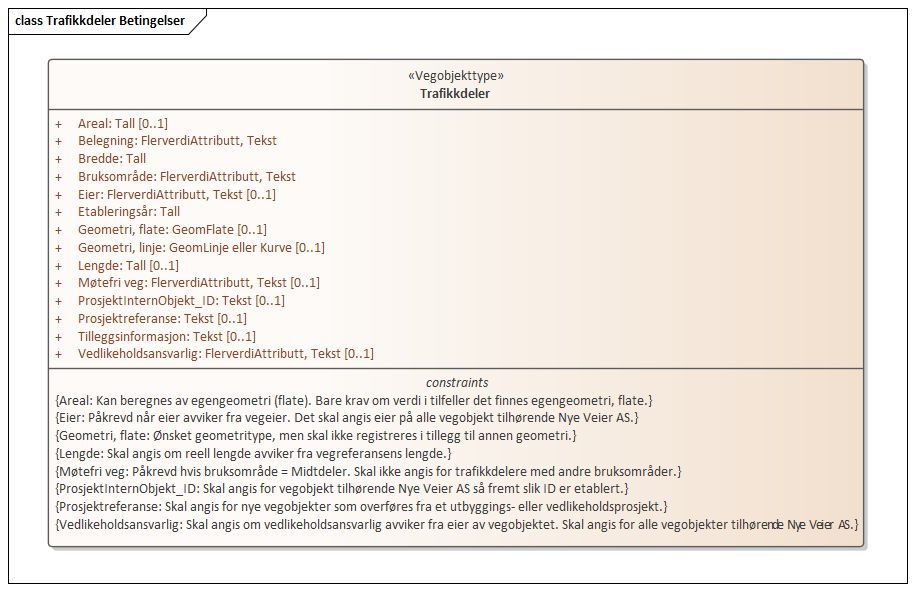 class Trafikkdeler Betingelser
«Vegobjekttype»
Trafikkdeler
+ Areal: Tall [0..1]
+ Belegning: FlerverdiAttributt, Tekst
+ Bredde: Tall
+ Bruksområde: FlerverdiAttributt, Tekst
+ Eier: FlerverdiAttributt, Tekst [0..1]
+ Etableringsår: Tall
+ Geometri, flate: GeomFlate [0..1]
+ Geometri, linje: GeomLinje eller Kurve [0..1]
+ Lengde: Tall [0..1]
+ Møtefri veg: FlerverdiAttributt, Tekst [0..1]
+ ProsjektInternObjekt_ID: Tekst [0..1]
+ Prosjektreferanse: Tekst [0..1]
+ Tilleggsinformasjon: Tekst [0..1]
+ Vedlikeholdsansvarlig: FlerverdiAttributt, Tekst [0..1]
constraints
{Areal: Kan beregnes av egengeometri (flate). Bare krav om verdi i tilfeller det finnes egengeometri, flate.}
{Eier: Påkrevd når eier avviker fra vegeier. Det skal angis eier på alle vegobjekt tilhørende Nye Veier AS.}
{Geometri, flate: Ønsket geometritype, men skal ikke registreres i tillegg til annen geometri.}
{Lengde: Skal angis om reell lengde avviker fra vegreferansens lengde.}
{Møtefri veg: Påkrevd hvis bruksområde = Midtdeler. Skal ikke angis for trafikkdelere med andre bruksområder.}
{ProsjektInternObjekt_ID: Skal angis for vegobjekt tilhørende Nye Veier AS så fremt slik ID er etablert.}
{Prosjektreferanse: Skal angis for nye vegobjekter som overføres fra et utbyggings- eller vedlikeholdsprosjekt.}
{Vedlikeholdsansvarlig: Skal angis om vedlikeholdsansvarlig avviker fra eier av vegobjektet. Skal angis for alle vegobjekter tilhørende Nye Veier AS.}